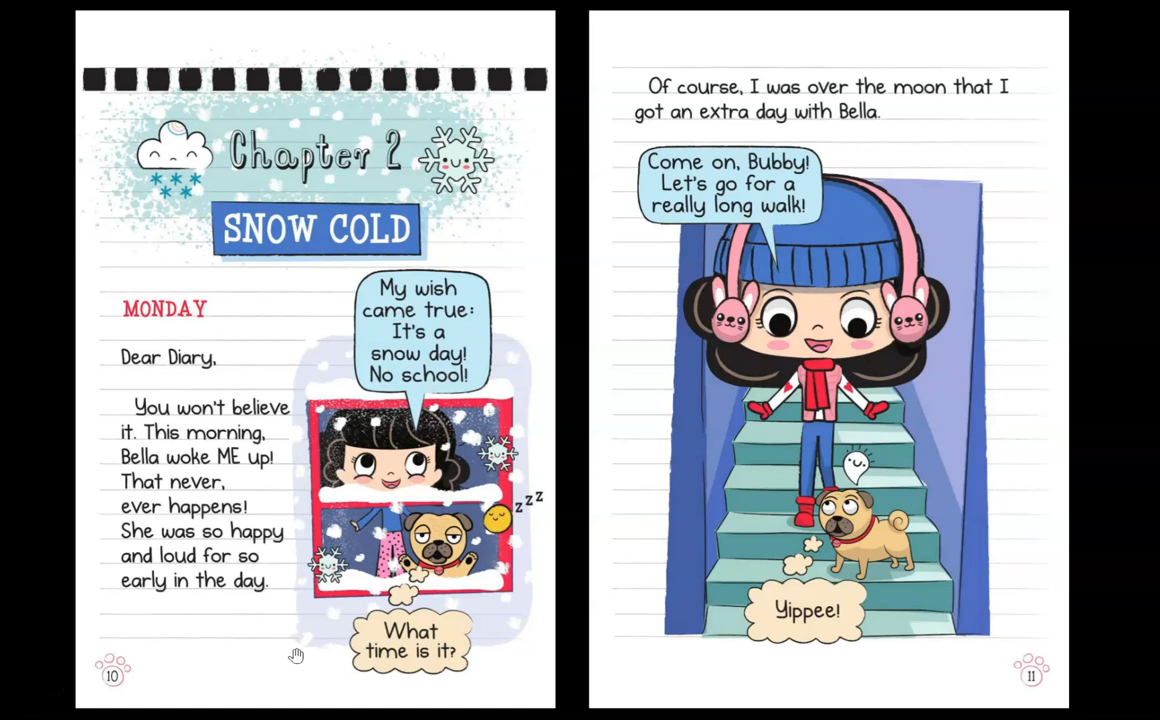 Chapter 2
SNOW COLD
MONDAY
Dear Diary,
My wish
came true:
It's a
snow day!
No school!
You won't believe
it. This morning,
Bella woke ME up!
That never,
ever happens!
She was so happy
and loud for so
early in the day.
z z z
What
time is it?
10
Of course, I was over the moon that I
got an extra day with Bella.
Come on, Bubby!
Let's go for a
really long walk!
Yippee!
11